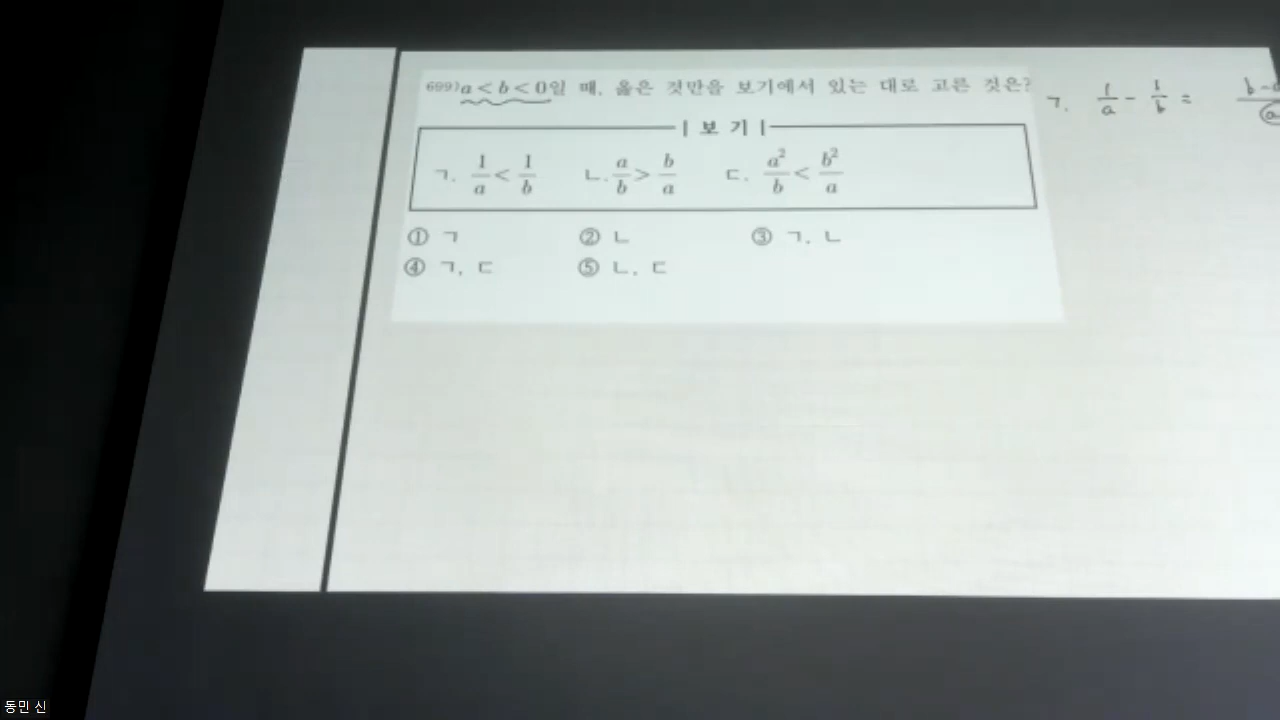 699) a < b < 0일 때, 옳은 것만을 보기에서 있는 대로 고른 것은?
| 보 기 |
ㄱ. 1/a < 1/b ㄴ. a/b > b/a ㄷ. a²/b < b²/a
① ㄱ ② ㄴ ③ ㄱ, ㄴ
④ ㄱ, ㄷ ⑤ ㄴ, ㄷ
ㄱ. 1/a - 1/b =
동민 신